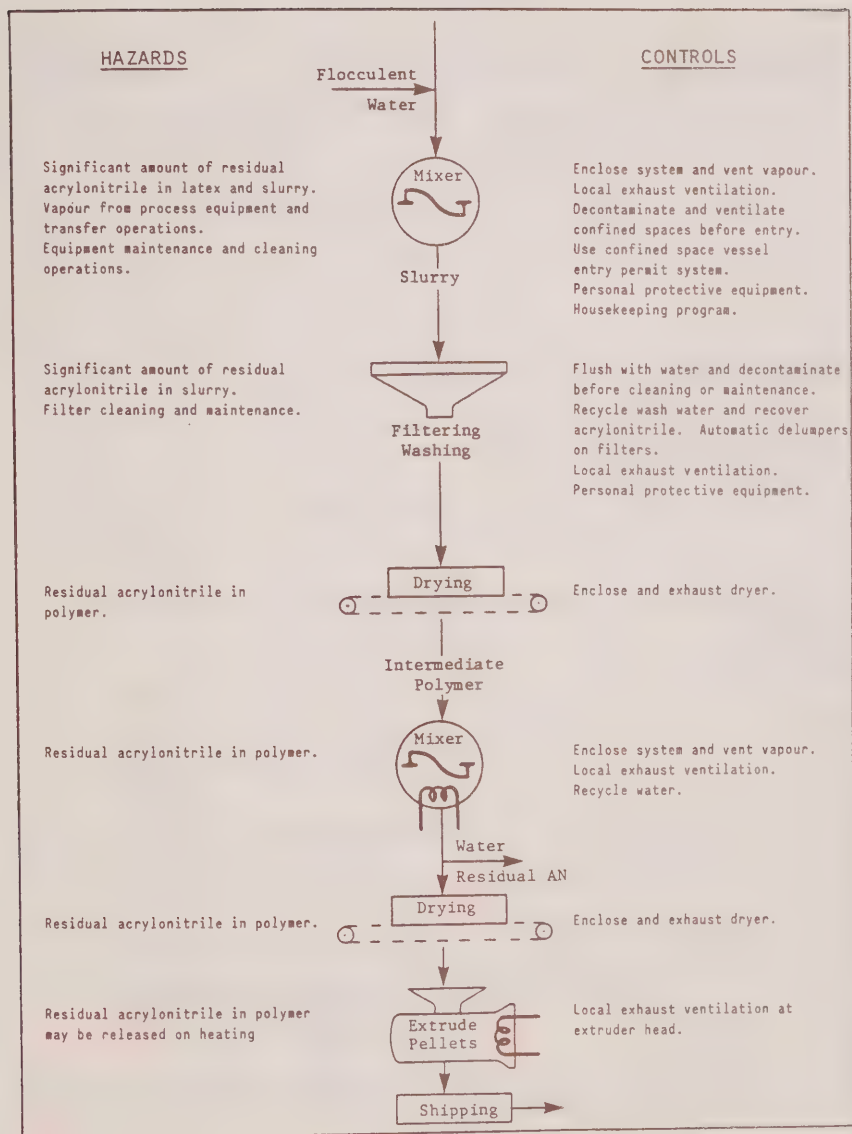 HAZARDS
CONTROLS
Flocculent
Water
Significant amount of residual
acrylonitrile in latex and slurry.
Vapour from process equipment and
transfer operations.
Equipment maintenance and cleaning
operations.
Mixer
Enclose system and vent vapour.
Local exhaust ventilation.
Decontaminate and ventilate
confined spaces before entry.
Use confined space vessel
entry permit system.
Personal protective equipment.
Housekeeping program.
Slurry
Significant amount of residual
acrylonitrile in slurry.
Filter cleaning and maintenance.
Filtering
Washing
Flush with water and decontaminate
before cleaning or maintenance.
Recycle wash water and recover
acrylonitrile. Automatic delumpers
on filters.
Local exhaust ventilation.
Personal protective equipment.
Residual acrylonitrile in
polymer.
Drying
Enclose and exhaust dryer.
Intermediate
Polymer
Residual acrylonitrile in polymer.
Mixer
Enclose system and vent vapour.
Local exhaust ventilation.
Recycle water.
Water
Residual AN
Residual acrylonitrile in polymer.
Drying
Enclose and exhaust dryer.
Residual acrylonitrile in polymer
may be released on heating
Extrude
Pellets
Local exhaust ventilation at
extruder head.
Shipping